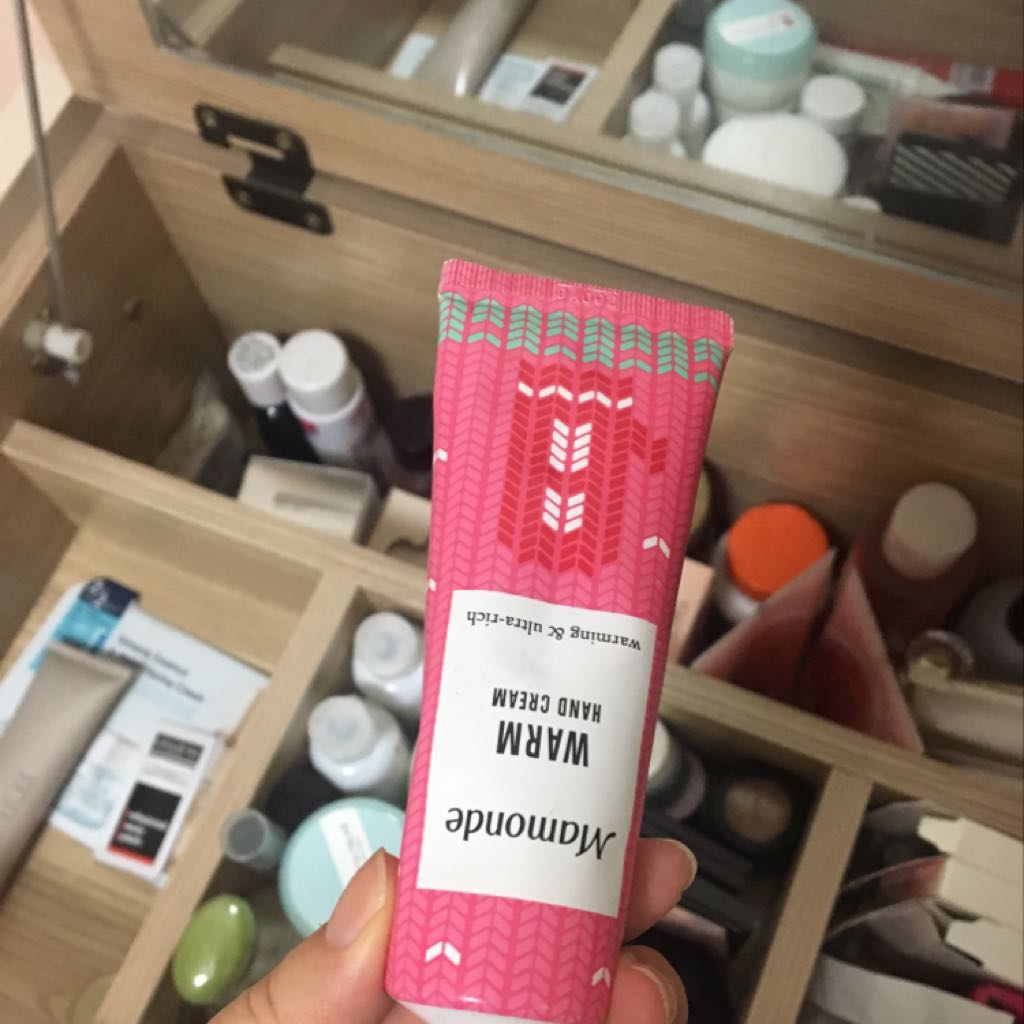 Mamonde
WARM
HAND CREAM
warming & ultra-rich